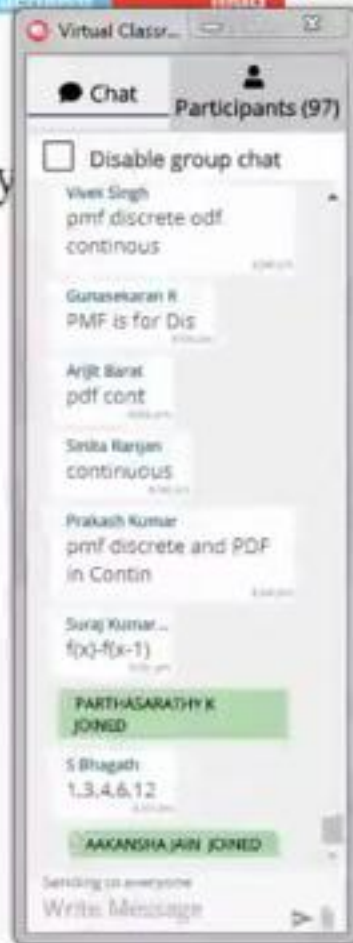 Virtual Classr...
Chat
Participants (97)
Disable group chat
Vivek Singh
pmf discrete odf
continous
Gunasekaran R
PMF is for Dis
Arijit Barat
pdf cont
Ranjan
continuous
Prakash Kumar
pmf discrete and PDF
in Contin
Suraj Kumar...
f(x)-f(x-1)
PARTHASARATHY K
JOINED
S Bhagath
1,3,4,6,12
AAKANSHA JAIN JOINED
Sending to everyone
Write Message